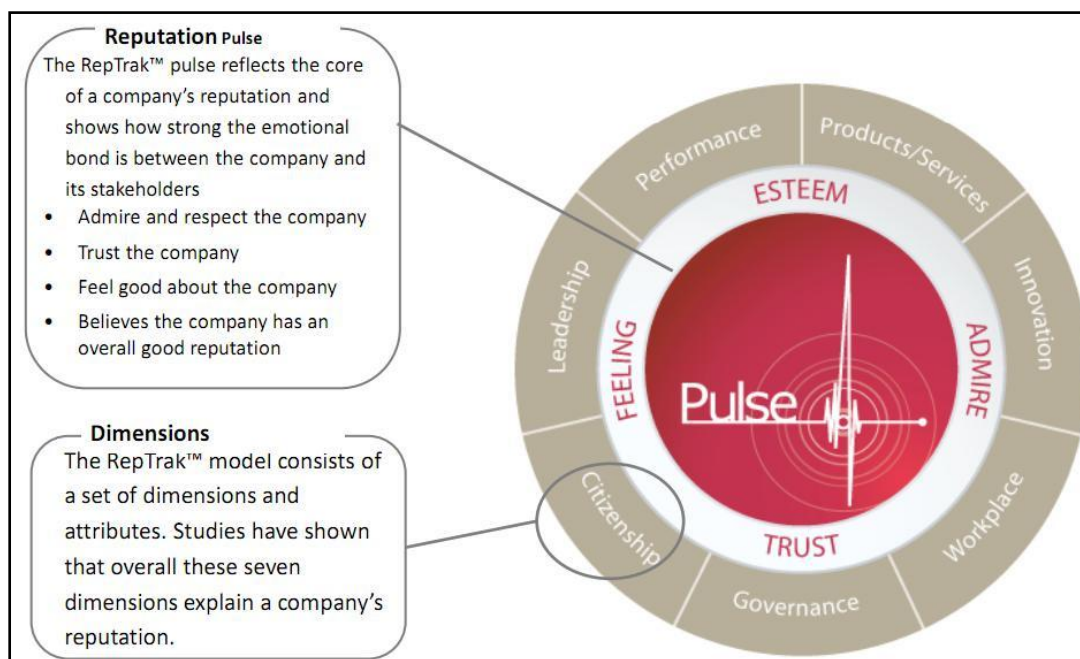 Reputation Pulse
The RepTrak™ pulse reflects the core
of a company’s reputation and
shows how strong the emotional
bond is between the company and
its stakeholders
• Admire and respect the company
• Trust the company
• Feel good about the company
• Believes the company has an
overall good reputation
Dimensions
The RepTrak™ model consists of
a set of dimensions and
attributes. Studies have shown
that overall these seven
dimensions explain a company’s
reputation.
Performance
Products/Services
Innovation
Workplace
Governance
Citizenship
Leadership
ESTEEM
ADMIRE
TRUST
FEELING
Pulse